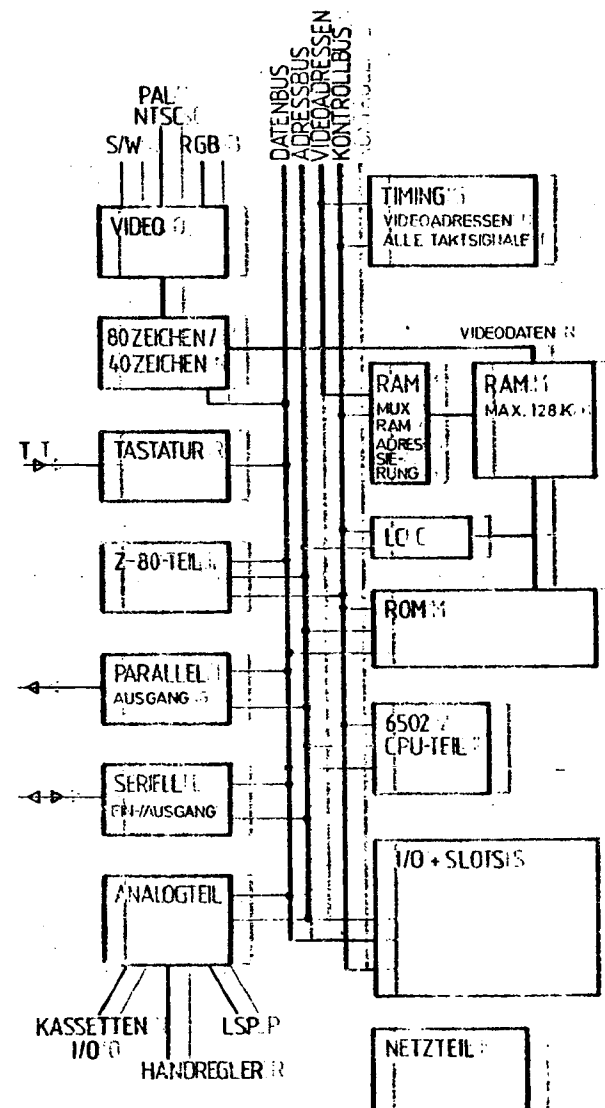 PAL
NTSC
S/W
RGB
DATENBUS
ADRESSBUS
VIDEOADRESSEN
KONTROLLBUS
VIDEO
TIMING
VIDEOADRESSEN
ALLE TAKTSIGNALE
80 ZEICHEN/
40 ZEICHEN
VIDEODATEN
RAM
MUX
RAM
ADRES-
SIE-
RUNG
RAM
MAX. 128 K
T
TASTATUR
LC
Z-80-TEIL
ROM
PARALLEL
AUSGANG
6502
CPU-TEIL
SERIELL
EIN-/AUSGANG
I/O + SLOTS
ANALOGTEIL
KASSETTEN
I/O
LSP
HANDREGLER
NETZTEIL